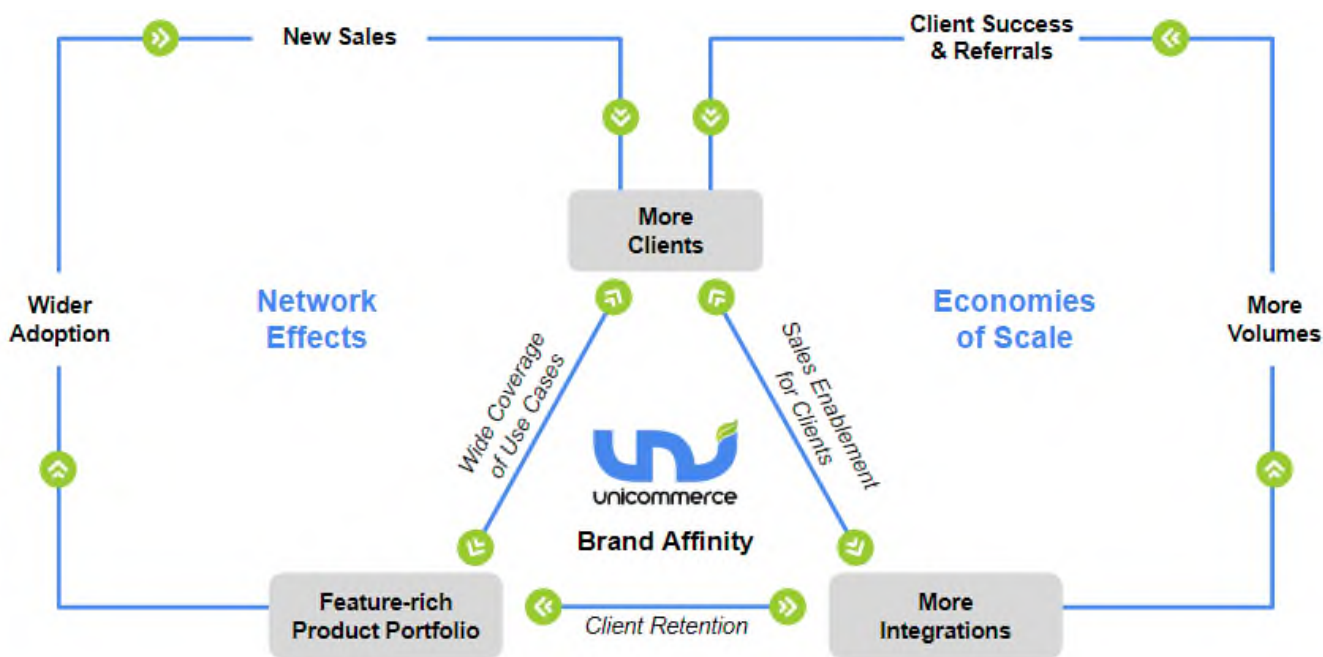 New Sales
Client Success
& Referrals
More
Clients
Wider
Adoption
Network
Effects
Economies
of Scale
More
Volumes
Wide Coverage
of Use Cases
Sales Enablement
for Clients
unicommerce
Brand Affinity
Feature-rich
Product Portfolio
Client Retention
More
Integrations